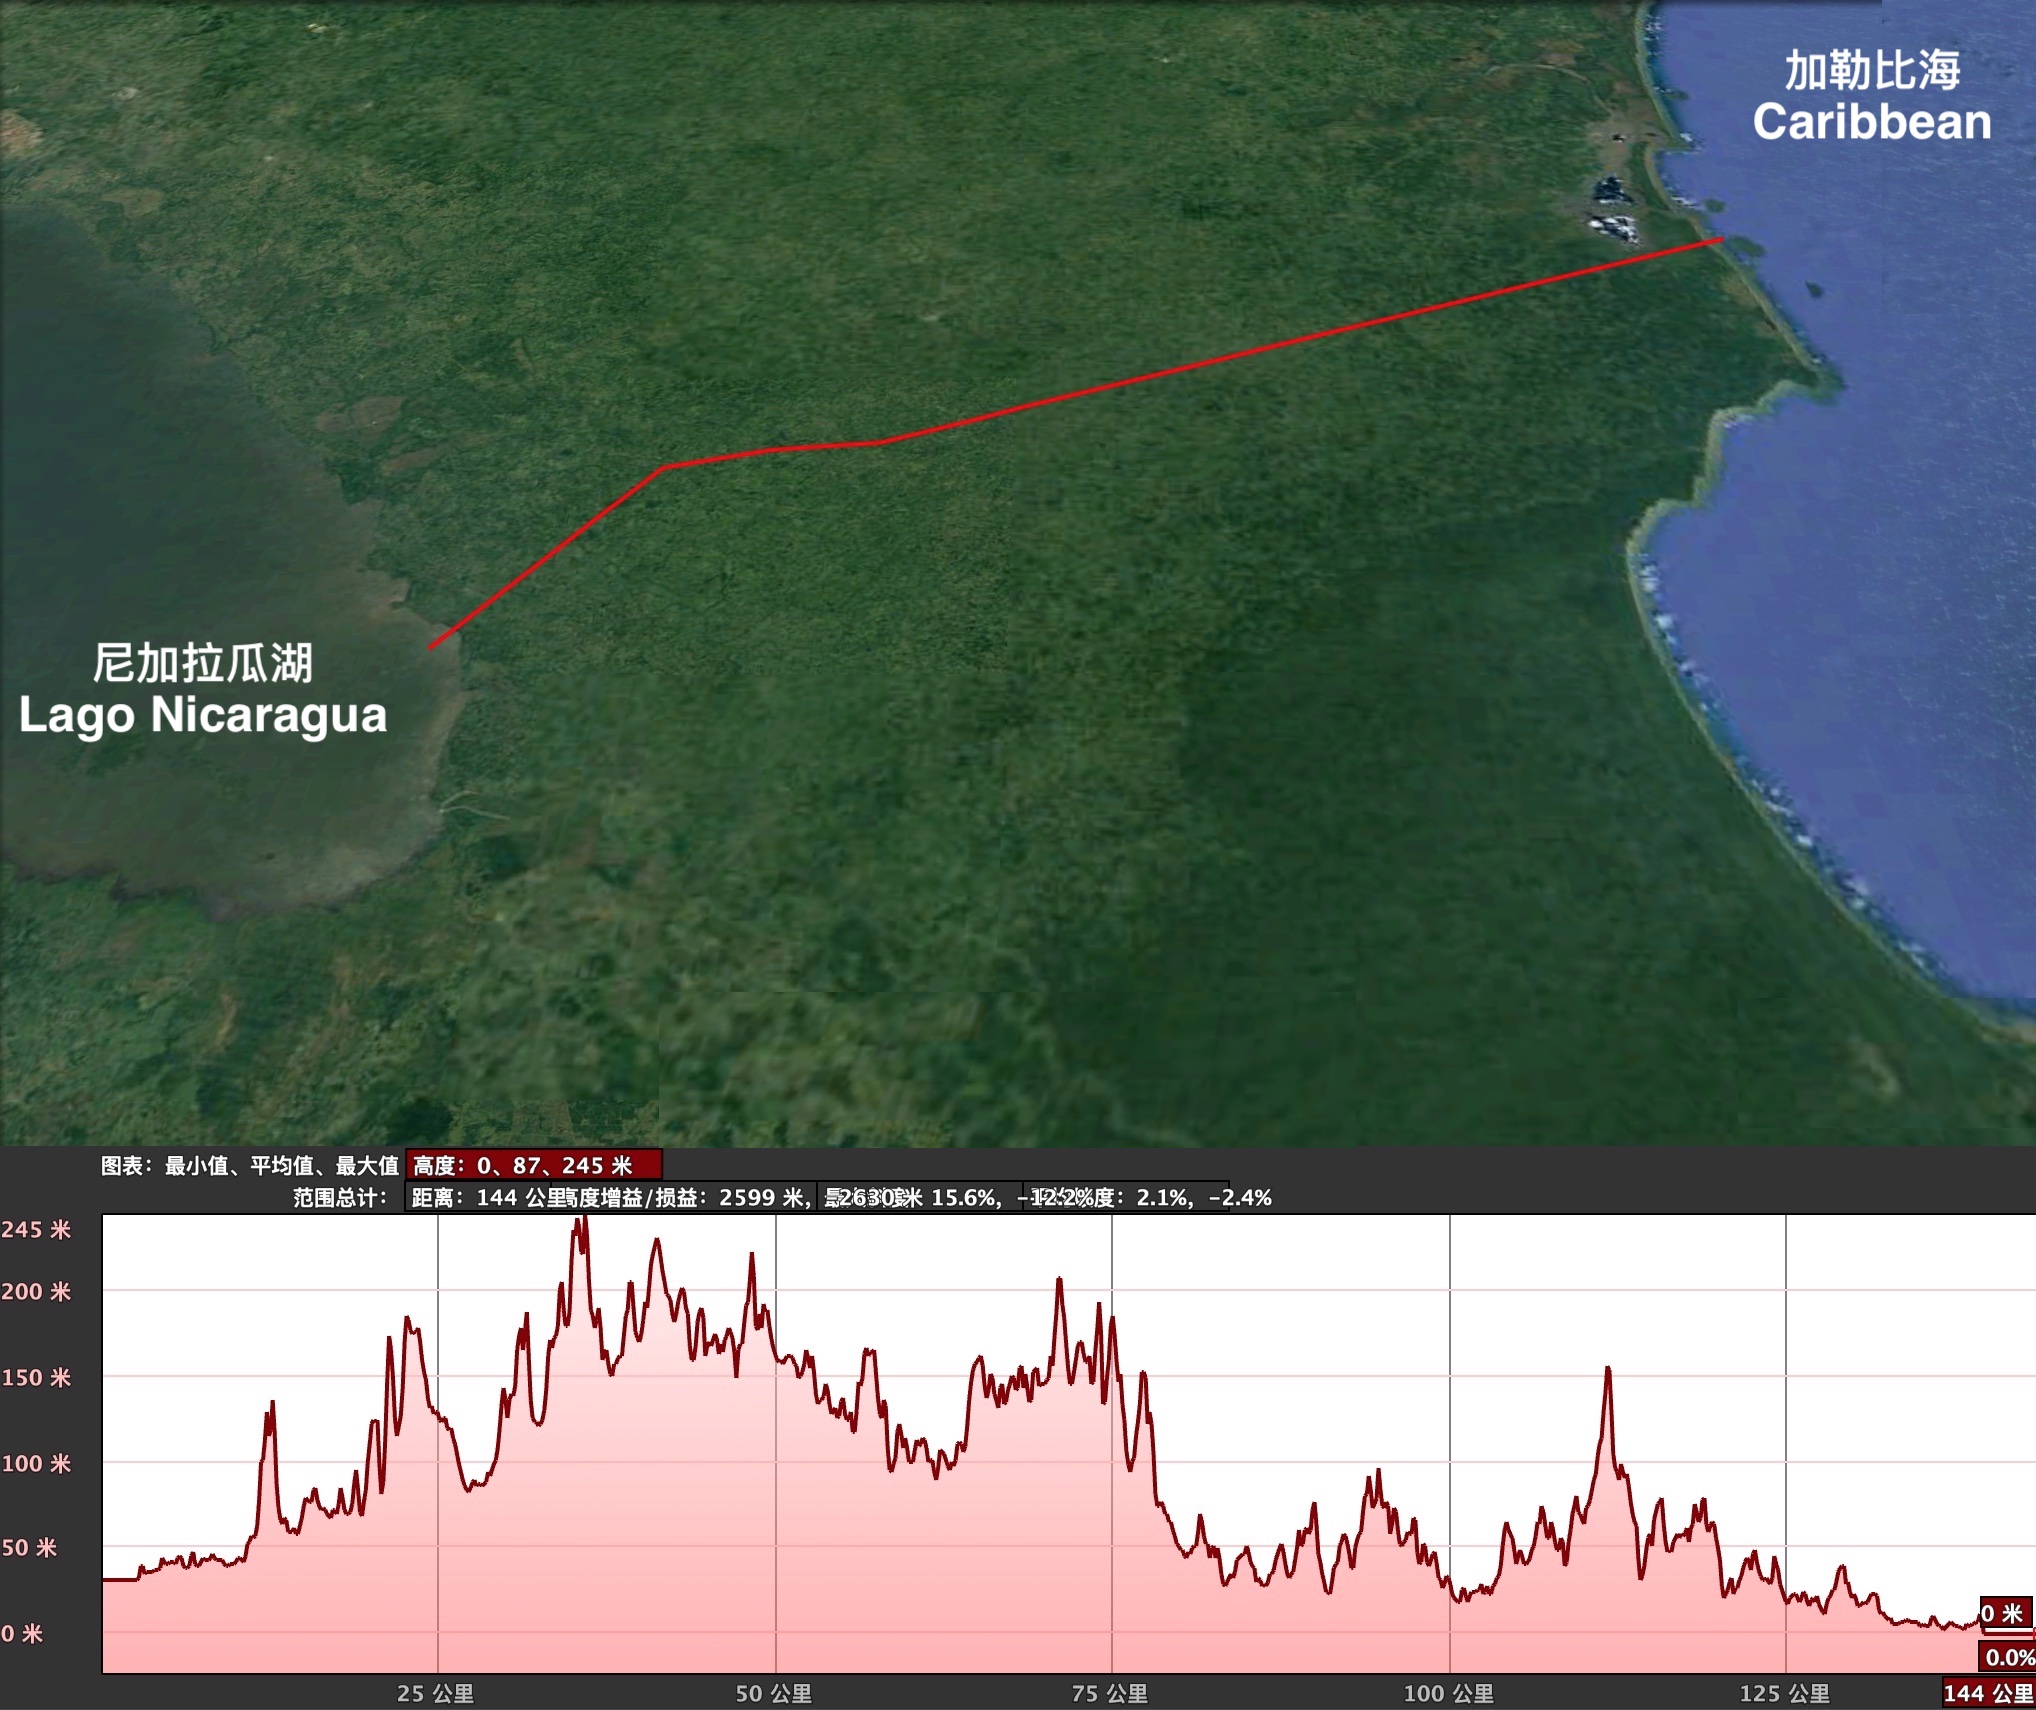 加勒比海
Caribbean
尼加拉瓜湖
Lago Nicaragua
图表：最小值、平均值、最大值 高度：0、87、245 米
范围总计： 距离：144 公里 高度增益/损益：2599 米，-2630 米 15.6%，-12.2% 度：2.1%，-2.4%
245 米
200 米
150 米
100 米
50 米
0 米
0 米
0.0%
25 公里 50 公里 75 公里 100 公里 125 公里 144 公里